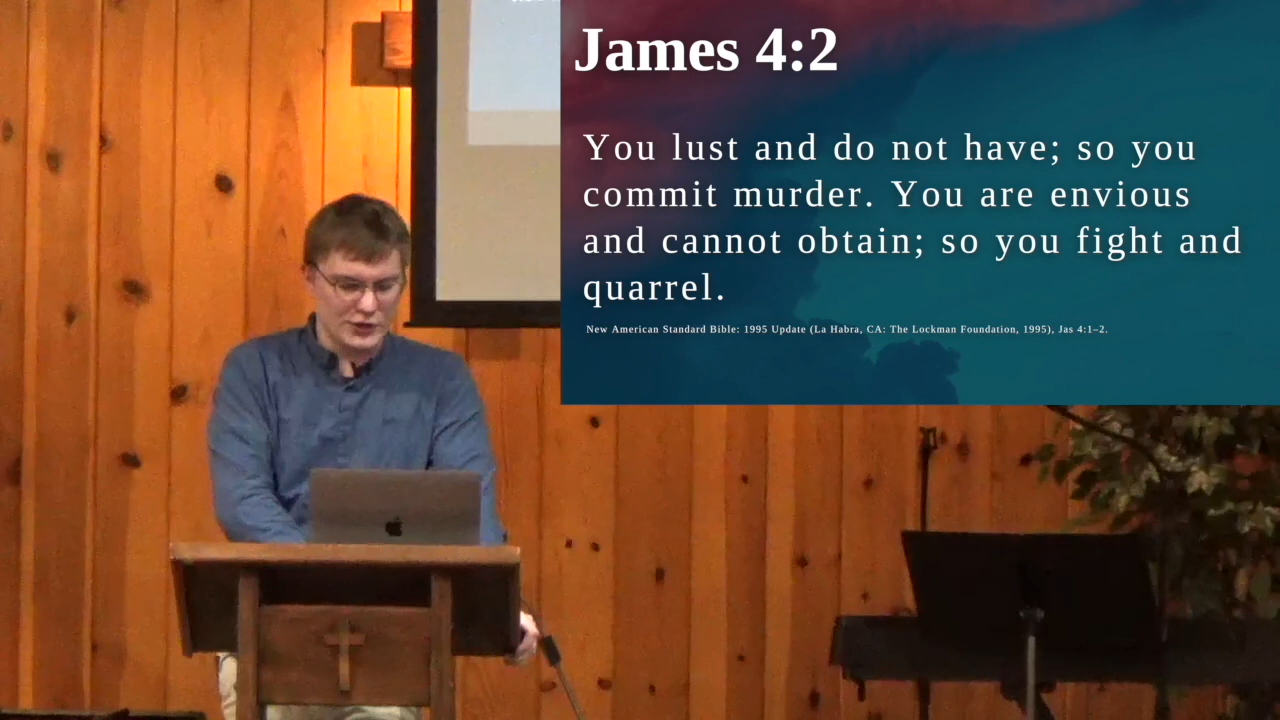 James 4:2
You lust and do not have; so you
commit murder. You are envious
and cannot obtain; so you fight and
quarrel.
New American Standard Bible: 1995 Update (La Habra, CA: The Lockman Foundation, 1995), Jas 4:1–2.